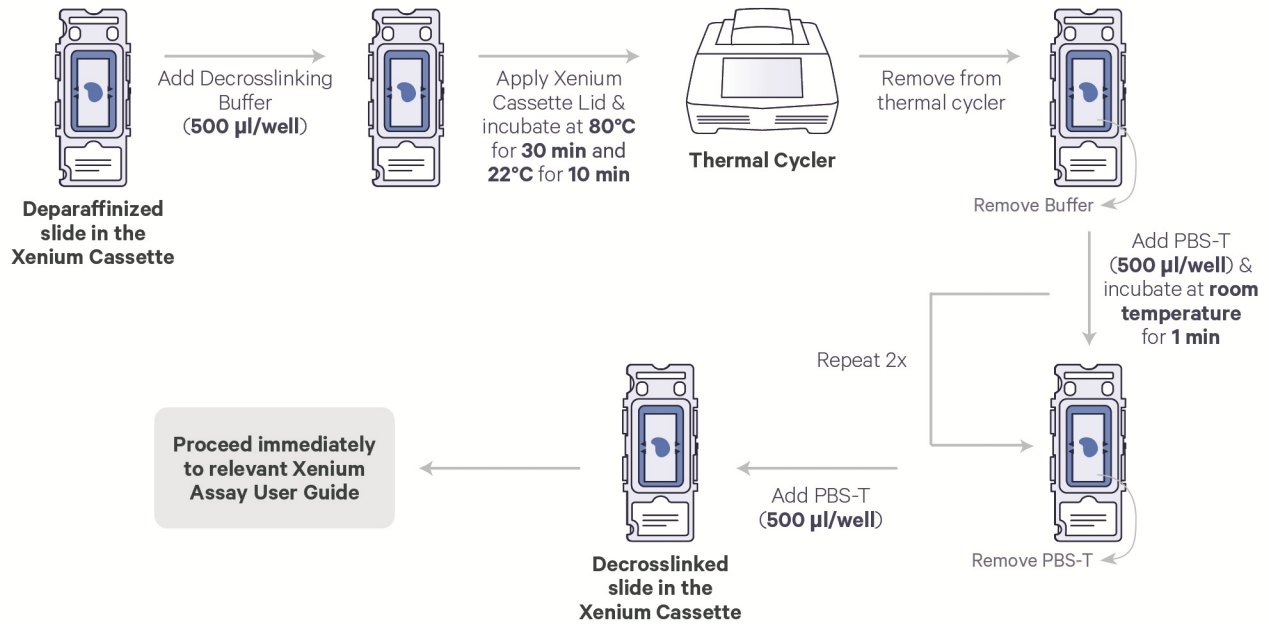 Deparaffinized
slide in the
Xenium Cassette
Add Decrosslinking
Buffer
(500 µl/well)
Apply Xenium
Cassette Lid &
incubate at 80°C
for 30 min and
22°C for 10 min
Thermal Cycler
Remove from
thermal cycler
Remove Buffer
Add PBS-T
(500 µl/well) &
incubate at room
temperature
for 1 min
Repeat 2x
Remove PBS-T
Add PBS-T
(500 µl/well)
Decrosslinked
slide in the
Xenium Cassette
Proceed immediately
to relevant Xenium
Assay User Guide